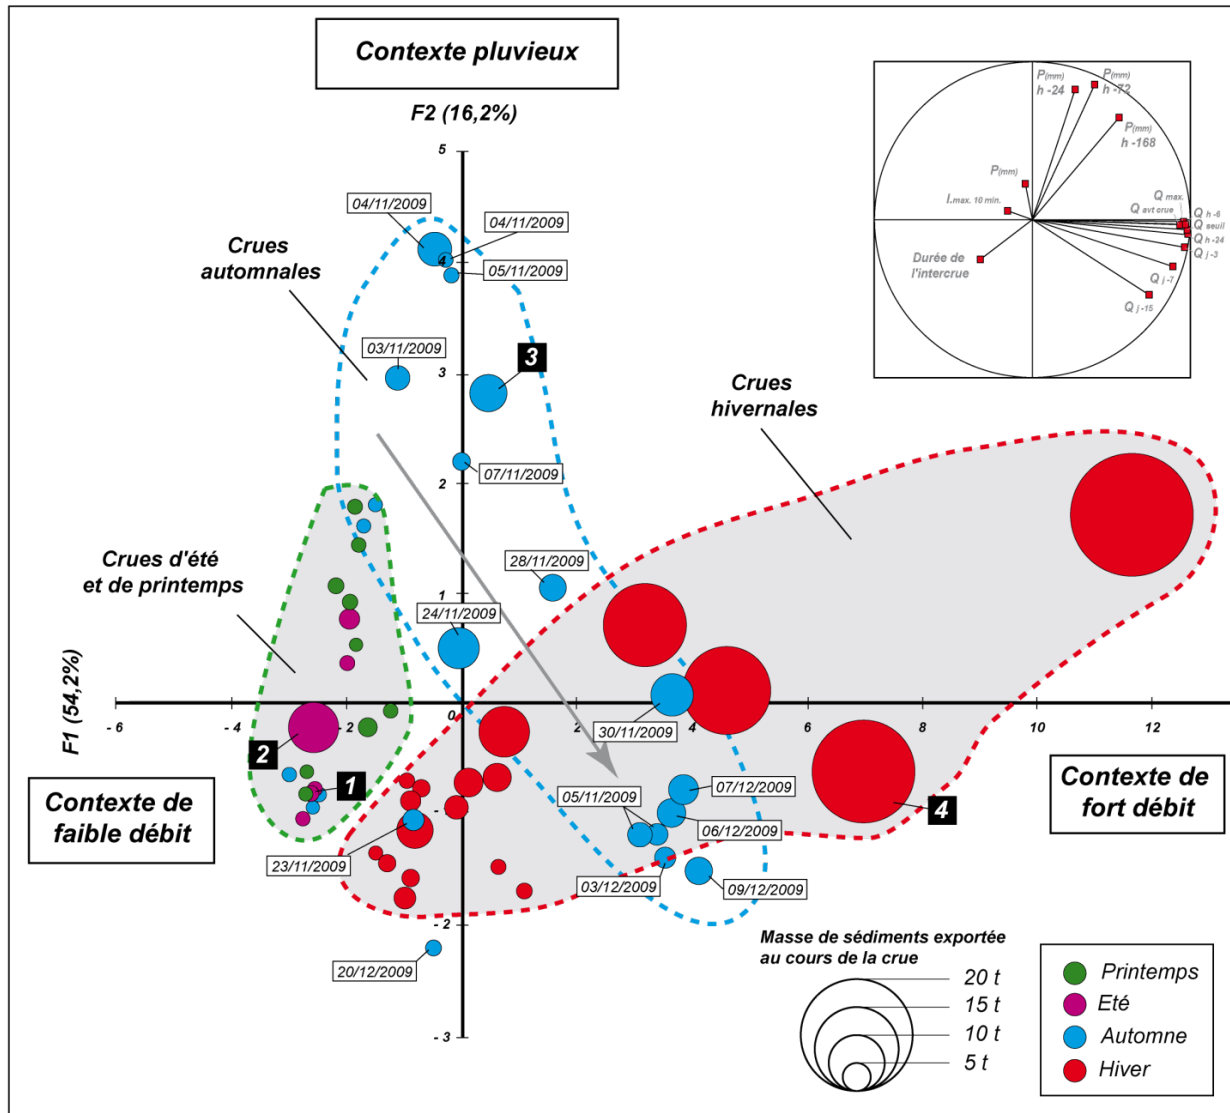 Contexte pluvieux
F2 (16,2%)
5
04/11/2009
04/11/2009
4
05/11/2009
Crues
automnales
03/11/2009
3
3
Crues
hivernales
07/11/2009
2
Crues d'été
et de printemps
28/11/2009
1
24/11/2009
F1 (54,2%)
- 6
- 4
- 2
0
2
4
6
8
10
12
30/11/2009
2
1
Contexte de
faible débit
Contexte de
fort débit
4
07/12/2009
05/11/2009
06/12/2009
-1
23/11/2009
03/12/2009
09/12/2009
- 2
20/12/2009
- 3
P(mm)
h -24
P(mm)
h -72
P(mm)
h -168
P(mm)
I.max. 10 min.
Q max.
Q avt crue
Q h -6
Q seuil
Q h -24
Q j -3
Q j -7
Q j -15
Durée de
l'intercrue
Masse de sédiments exportée
au cours de la crue
20 t
15 t
10 t
5 t
Printemps
Eté
Automne
Hiver